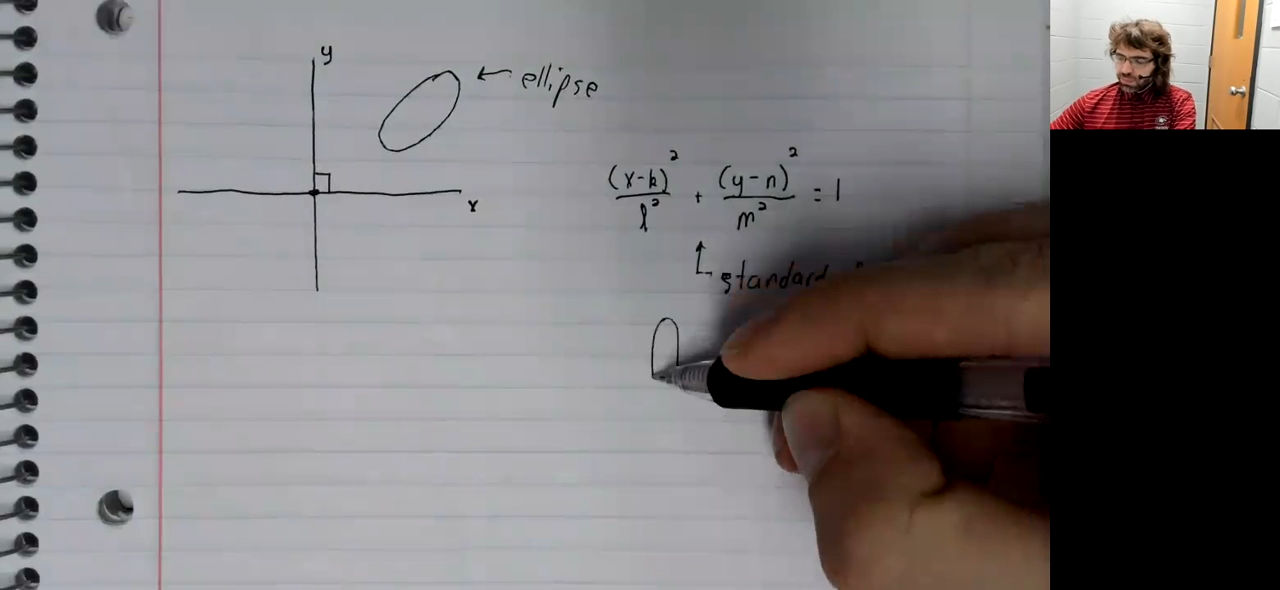 y
← ellipse
x
(x-k)²/l² + (y-n)²/m² = 1
↳ standard